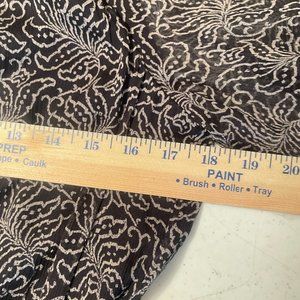 13 14 15 16 17 18 19 20
PREP
PAINT
• Caulk
• Brush • Roller • Tray